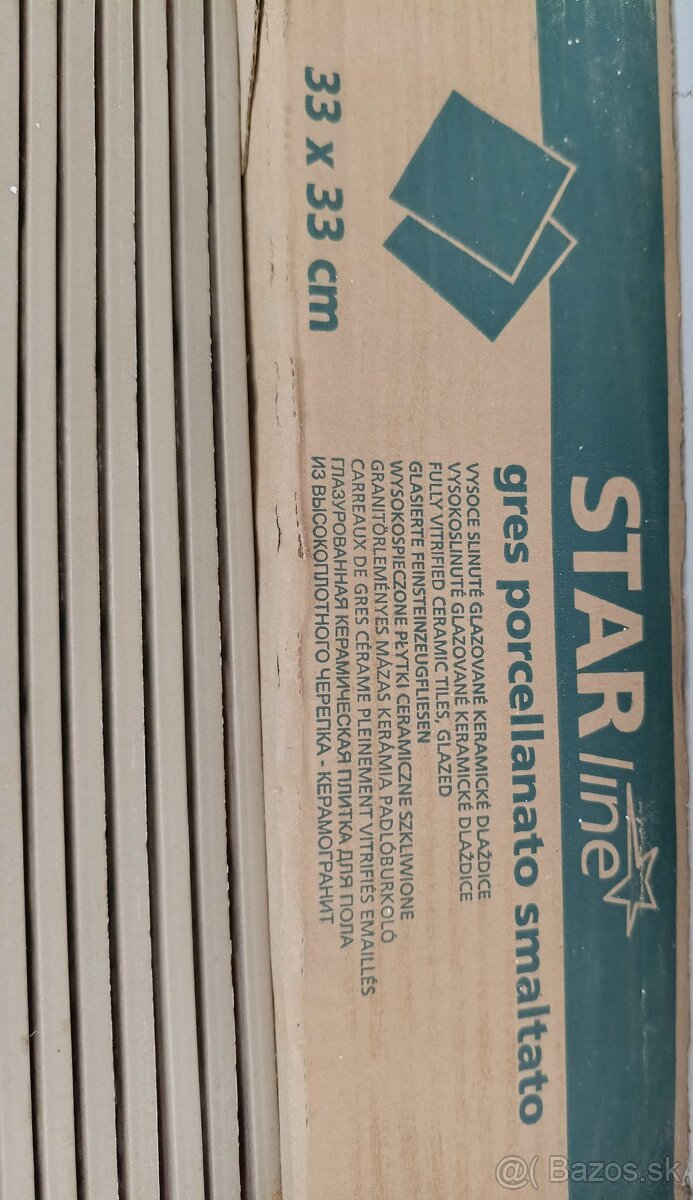 STAR line
33 x 33 cm
gres porcellanato smaltato
VYSOCE SLINUTÉ GLAZOVANÉ KERAMICKÉ DLAŽDICE
VYSOKOSLINUTÉ GLAZOVANÉ KERAMICKÉ DLAŽDICE
FULLY VITRIFIED CERAMIC TILES, GLAZED
GLASIERTE FEINSTEINZEUGFLIESEN
WYSOKOSPIECZONE PŁYTKI CERAMICZNE SZKLIWIONE
GRANITÖRLEMÉNYES MÁZAS KERÁMIA PADLÓBURKOLÓ
CARREAUX DE GRES CÉRAME PLEINEMENT VITRIFIÉS EMAILLÉS
ГЛАЗУРОВАННАЯ КЕРАМИЧЕСКАЯ ПЛИТКА ДЛЯ ПОЛА
ИЗ ВЫСОКОПЛОТНОГО ЧЕРЕПКА - КЕРАМОГРАНИТ
@( Bazos.sk